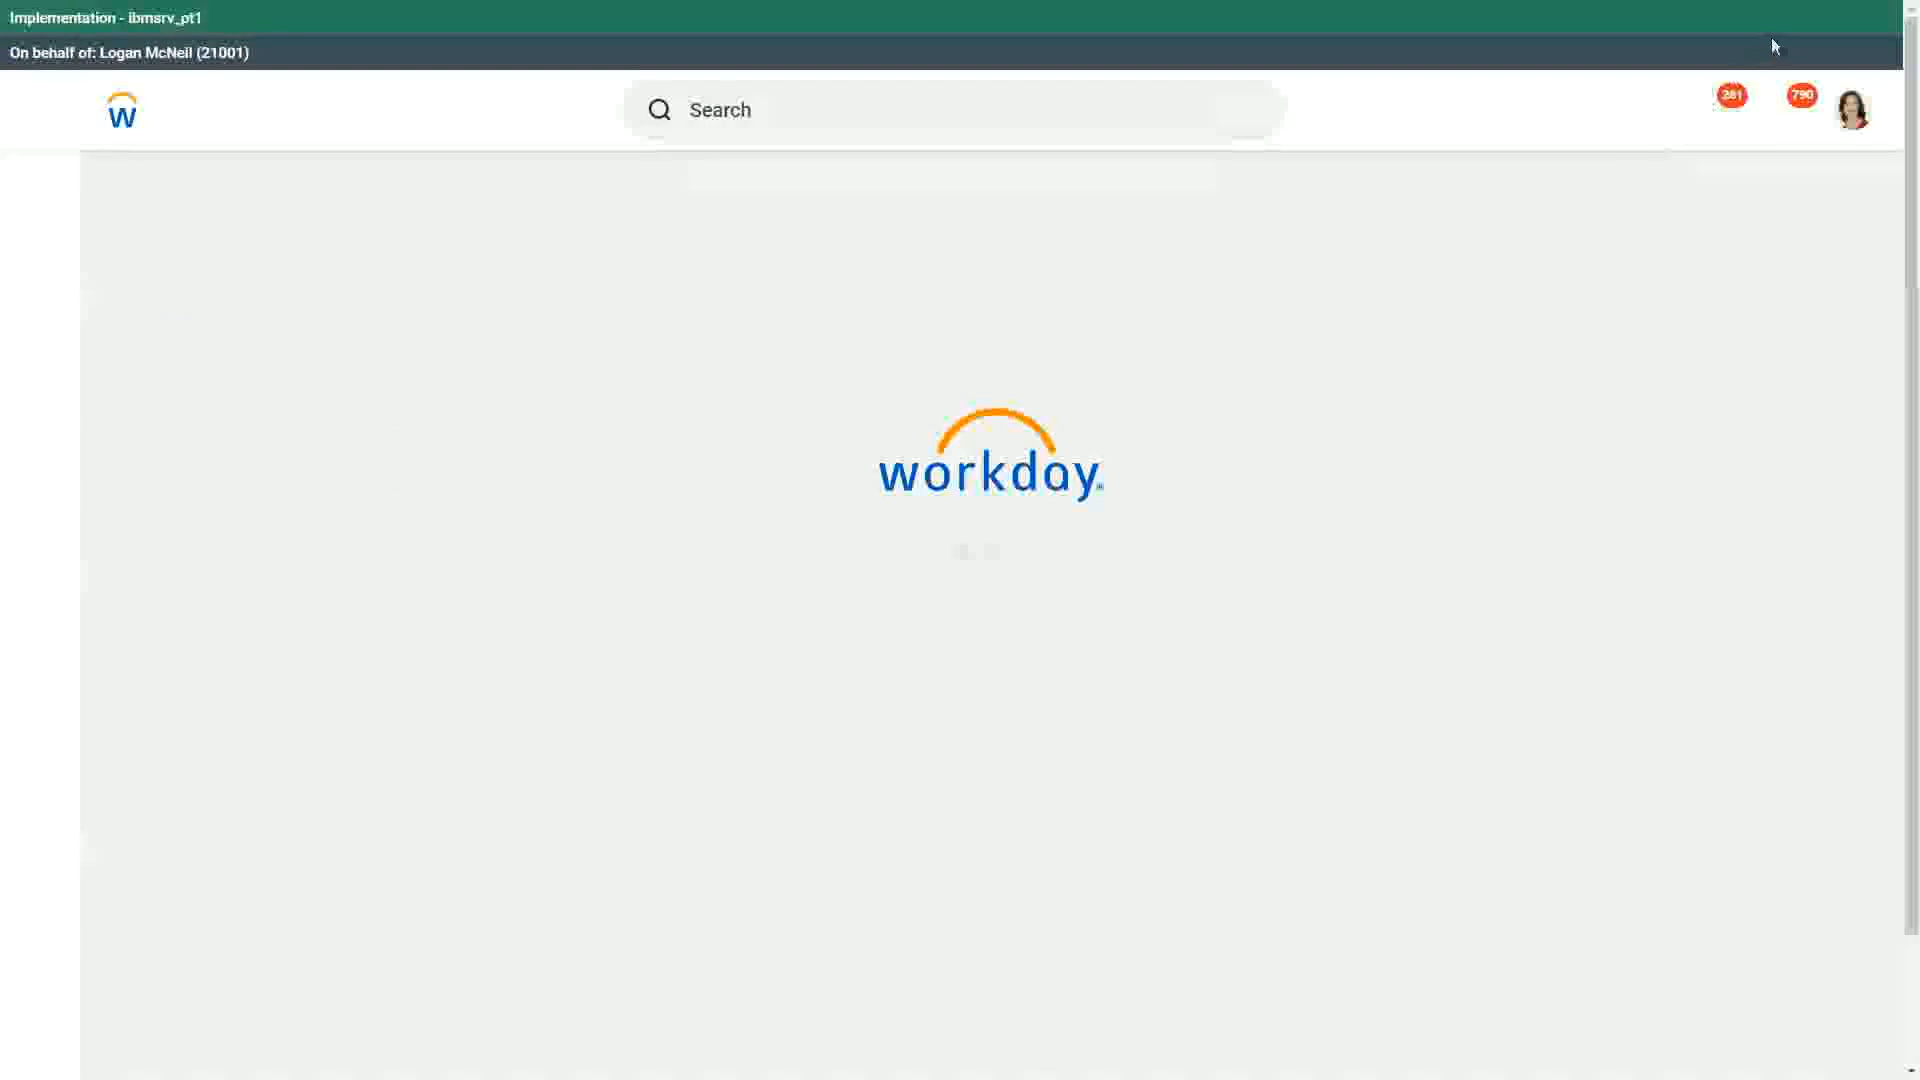 Implementation - ibmsrv_pt1
On behalf of: Logan McNeil (21001)
W
Search
281
790
workday.